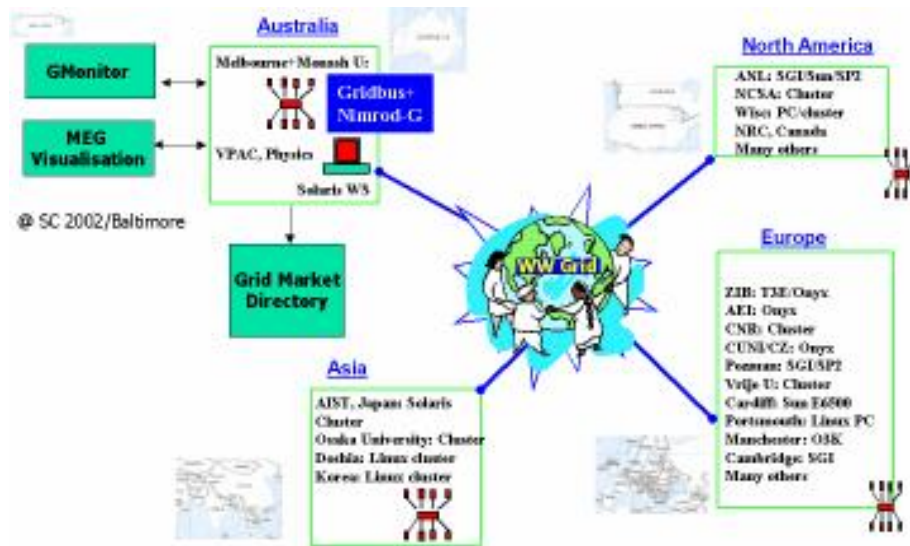 Australia
GMonitor
Melbourne+Monash U:
Gridbus+
Nimrod-G
MEG
Visualisation
VPAC, Physics
Solaris WS
@ SC 2002/Baltimore
Grid Market
Directory
WW Grid
North America
ANL: SGI/Sun/SP2
NCSA: Cluster
Wisc: PC/cluster
NRC, Canada
Many others
Europe
ZIB: T3E/Onyx
AEI: Onyx
CNR: Cluster
CUNI/CZ: Onyx
Poznan: SGI/SP2
Vrije U: Cluster
Cardiff: Sun E6500
Portsmouth: Linux PC
Manchester: O3K
Cambridge: SGI
Many others
Asia
AIST, Japan: Solaris
Cluster
Osaka University: Cluster
Doshia: Linux cluster
Korea: Linux cluster